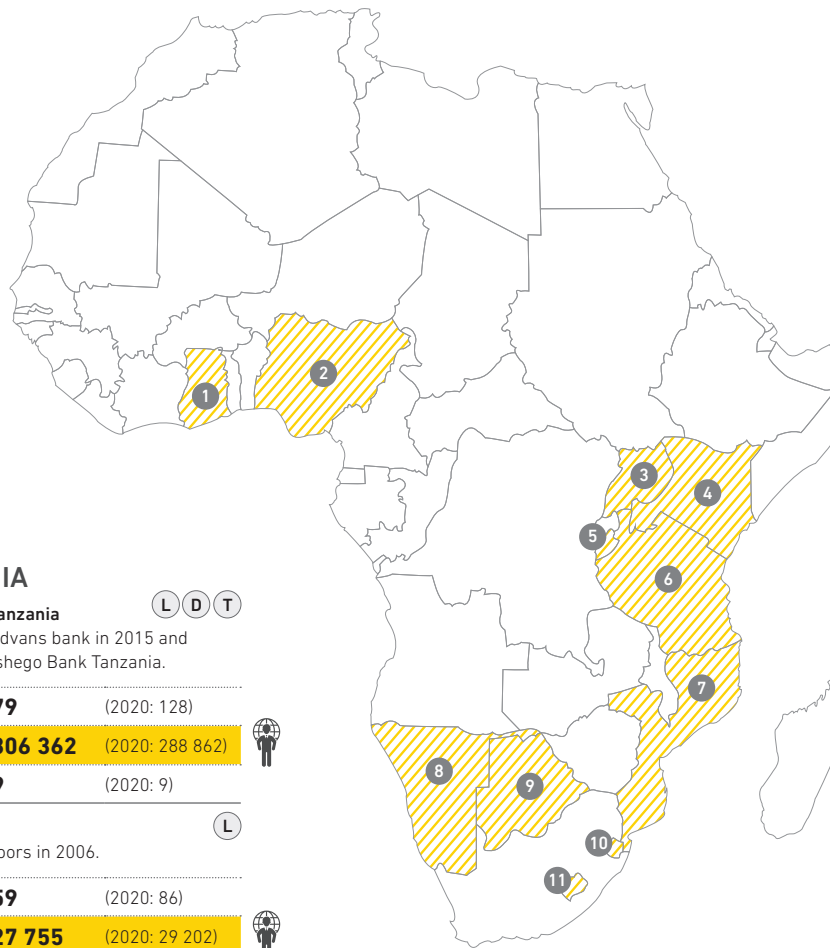 1
2
3
4
5
6
7
8
9
10
11
IA
anzania
L D T
dvans bank in 2015 and
shego Bank Tanzania.
79 (2020: 128)
306 362 (2020: 288 862)
9 (2020: 9)
L
oors in 2006.
59 (2020: 86)
27 755 (2020: 29 202)